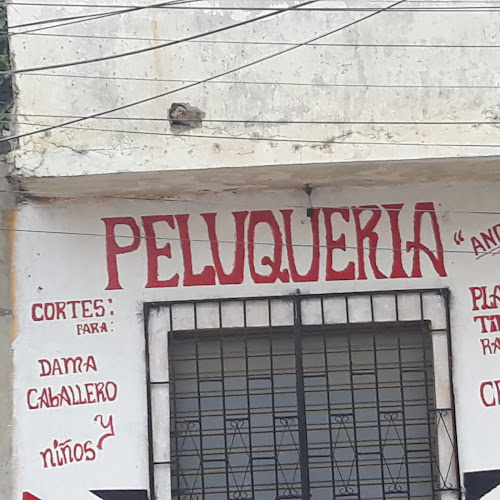 PELUQUERIA
CORTES:
PARA:
DAMA
CABALLERO
y
niños